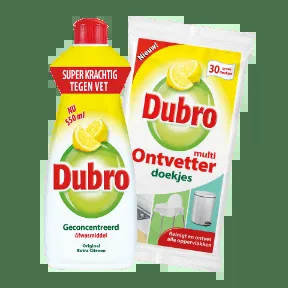 SUPER KRACHTIG
TEGEN VET
NU
550 ml
Dubro
Geconcentreerd
Afwasmiddel
Original
Extra Citroen
Nieuw!
30
Dubro
multi
Ontvetter
doekjes
Reinigt en ontvet
alle oppervlakken